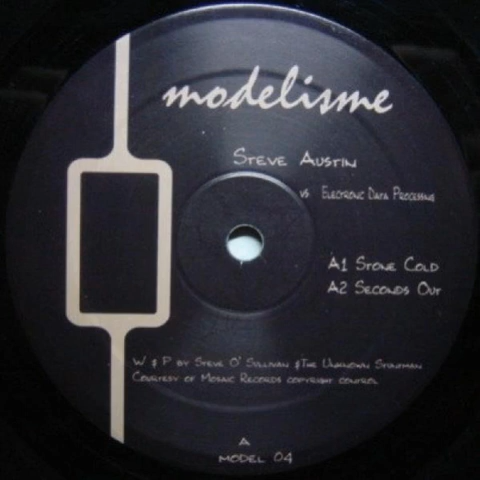 modelisme
Steve Austin
vs Electronic Data Processing
A1 Stone Cold
A2 Seconds Out
W & P by Steve O' Sullivan & The Unknown Stuntman
Courtesy of Mosaic Records copyright control
A
MODEL 04